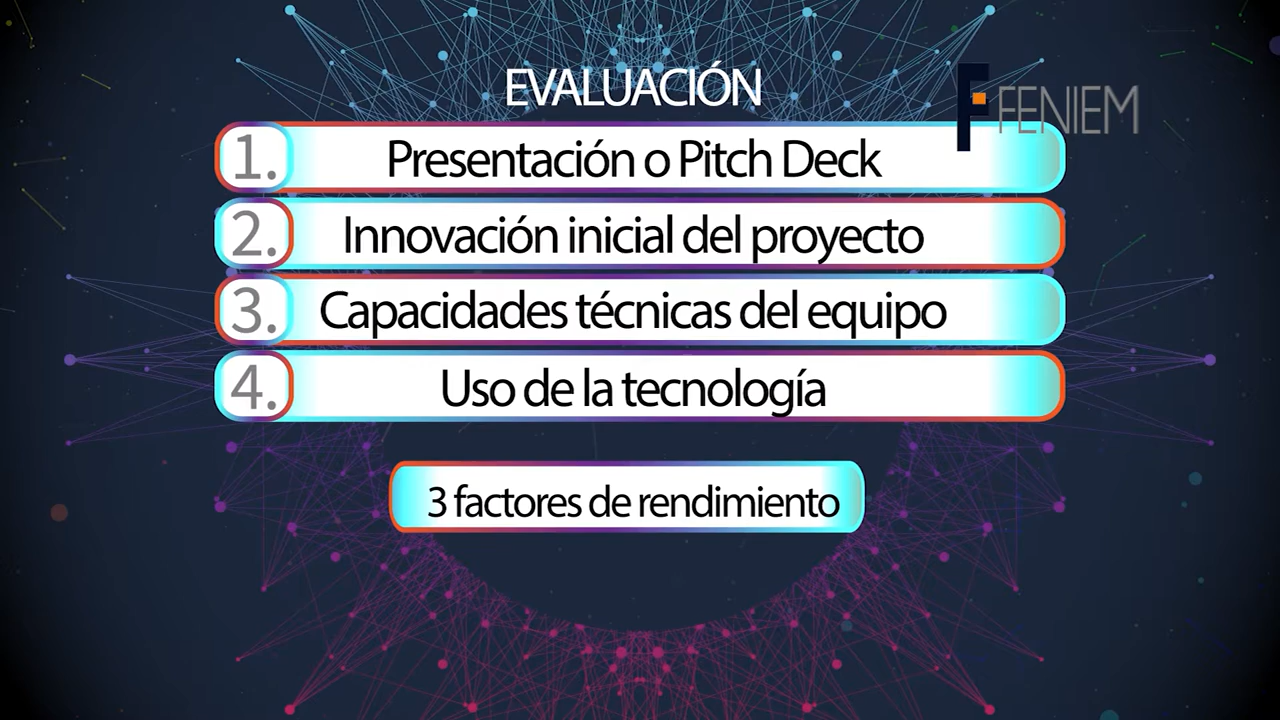 EVALUACIÓN
FENIEM
1. Presentación o Pitch Deck
2. Innovación inicial del proyecto
3. Capacidades técnicas del equipo
4. Uso de la tecnología
3 factores de rendimiento